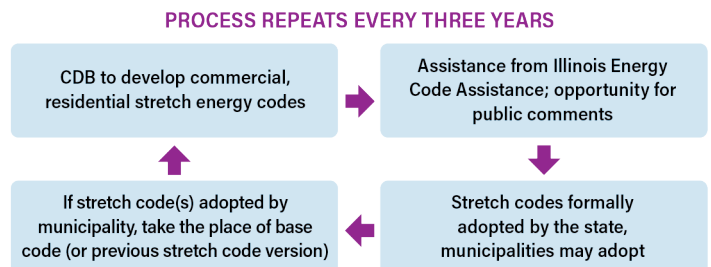 PROCESS REPEATS EVERY THREE YEARS
CDB to develop commercial,
residential stretch energy codes
Assistance from Illinois Energy
Code Assistance; opportunity for
public comments
If stretch code(s) adopted by
municipality, take the place of base
code (or previous stretch code version)
Stretch codes formally
adopted by the state,
municipalities may adopt